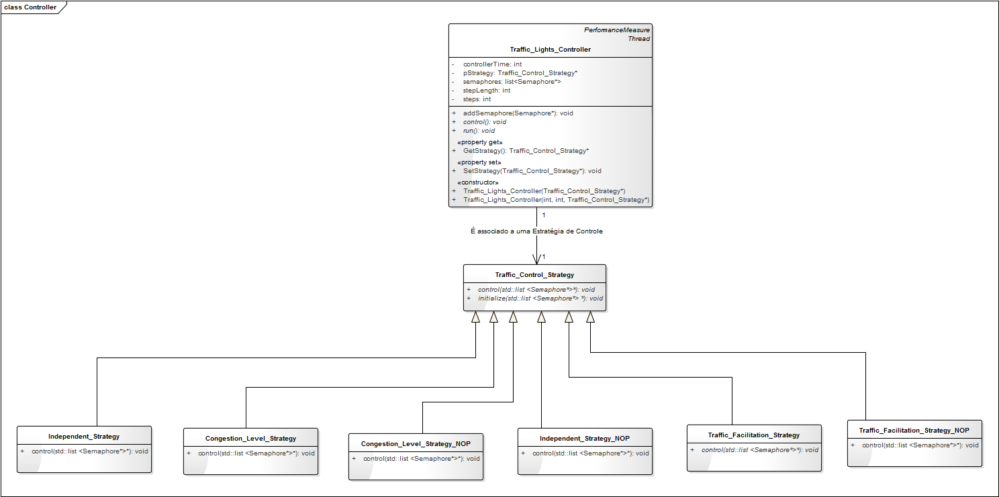 class Controller
PerformanceMeasure
Thread
Traffic_Lights_Controller
- controllerTime: int
- pStrategy: Traffic_Control_Strategy*
- semaphores: list<Semaphore*>
- stepLength: int
- steps: int
+ addSemaphore(Semaphore*): void
+ control(): void
+ run(): void
«property get»
+ GetStrategy(): Traffic_Control_Strategy*
«property set»
+ SetStrategy(Traffic_Control_Strategy*): void
«constructor»
+ Traffic_Lights_Controller(Traffic_Control_Strategy*)
+ Traffic_Lights_Controller(int, int, Traffic_Control_Strategy*)
1
É associado a uma Estratégia de Controle
1
Traffic_Control_Strategy
+ control(std::list <Semaphore*>*): void
+ initialize(std::list <Semaphore*> *): void
Independent_Strategy
+ control(std::list <Semaphore*>*): void
Congestion_Level_Strategy
+ control(std::list <Semaphore*>*): void
Congestion_Level_Strategy_NOP
+ control(std::list <Semaphore*>*): void
Independent_Strategy_NOP
+ control(std::list <Semaphore*>*): void
Traffic_Facilitation_Strategy
+ control(std::list <Semaphore*>*): void
Traffic_Facilitation_Strategy_NOP
+ control(std::list <Semaphore*>*): void